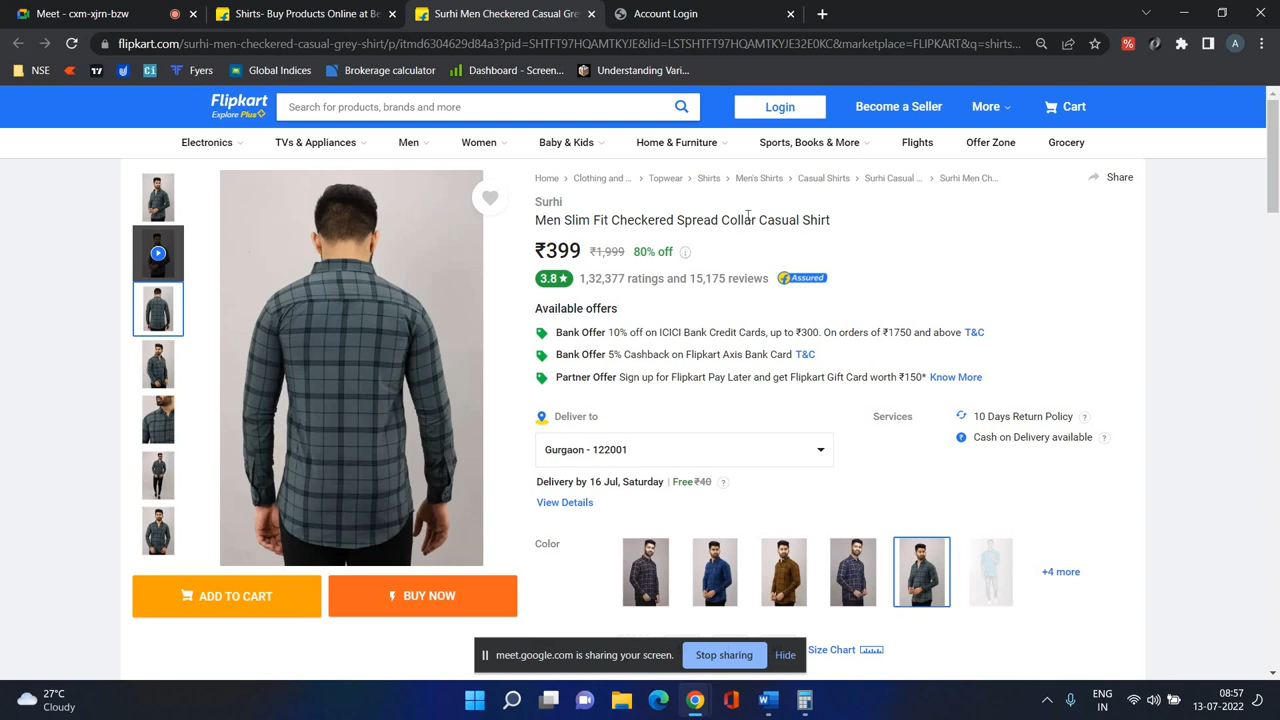 Meet -
Shirts- Buy Products Online at Be
Surhi Men Checkered Casual Gre
Account Login
flipkart.com/surhi-men-checkered-casual-grey-shirt/p/itmd6304629d84a3?pid=SHTFT97HQAMTKYJE&lid=LSTSHTFT97HQAMTKYJE32E0KC&marketplace=FLIPKART&q=shirts...
A
NSE TV Ci Fyers Global Indices Brokerage calculator Dashboard - Screen... Understanding Vari...
Flipkart
Explore Plus
Search for products, brands and more
Login
Become a Seller
More
Cart
Electronics TVs & Appliances Men Women Baby & Kids Home & Furniture Sports, Books & More Flights Offer Zone Grocery
Home > Clothing and ... > Topwear > Shirts > Men's Shirts > Casual Shirts > Surhi Casual ... > Surhi Men Ch...
Share
Surhi
Men Slim Fit Checkered Spread Collar Casual Shirt
₹399 ₹1,999 80% off
3.8 ★ 1,32,377 ratings and 15,175 reviews Assured
Available offers
Bank Offer 10% off on ICICI Bank Credit Cards, up to ₹300. On orders of ₹1750 and above T&C
Bank Offer 5% Cashback on Flipkart Axis Bank Card T&C
Partner Offer Sign up for Flipkart Pay Later and get Flipkart Gift Card worth ₹150* Know More
Deliver to
Gurgaon - 122001
Services
10 Days Return Policy ?
Cash on Delivery available ?
Delivery by 16 Jul, Saturday | Free ₹40 ?
View Details
Color
+4 more
ADD TO CART
BUY NOW
Size Chart
meet.google.com is sharing your screen.
Stop sharing
Hide
27°C
Cloudy
ENG
IN
08:57
13-07-2022